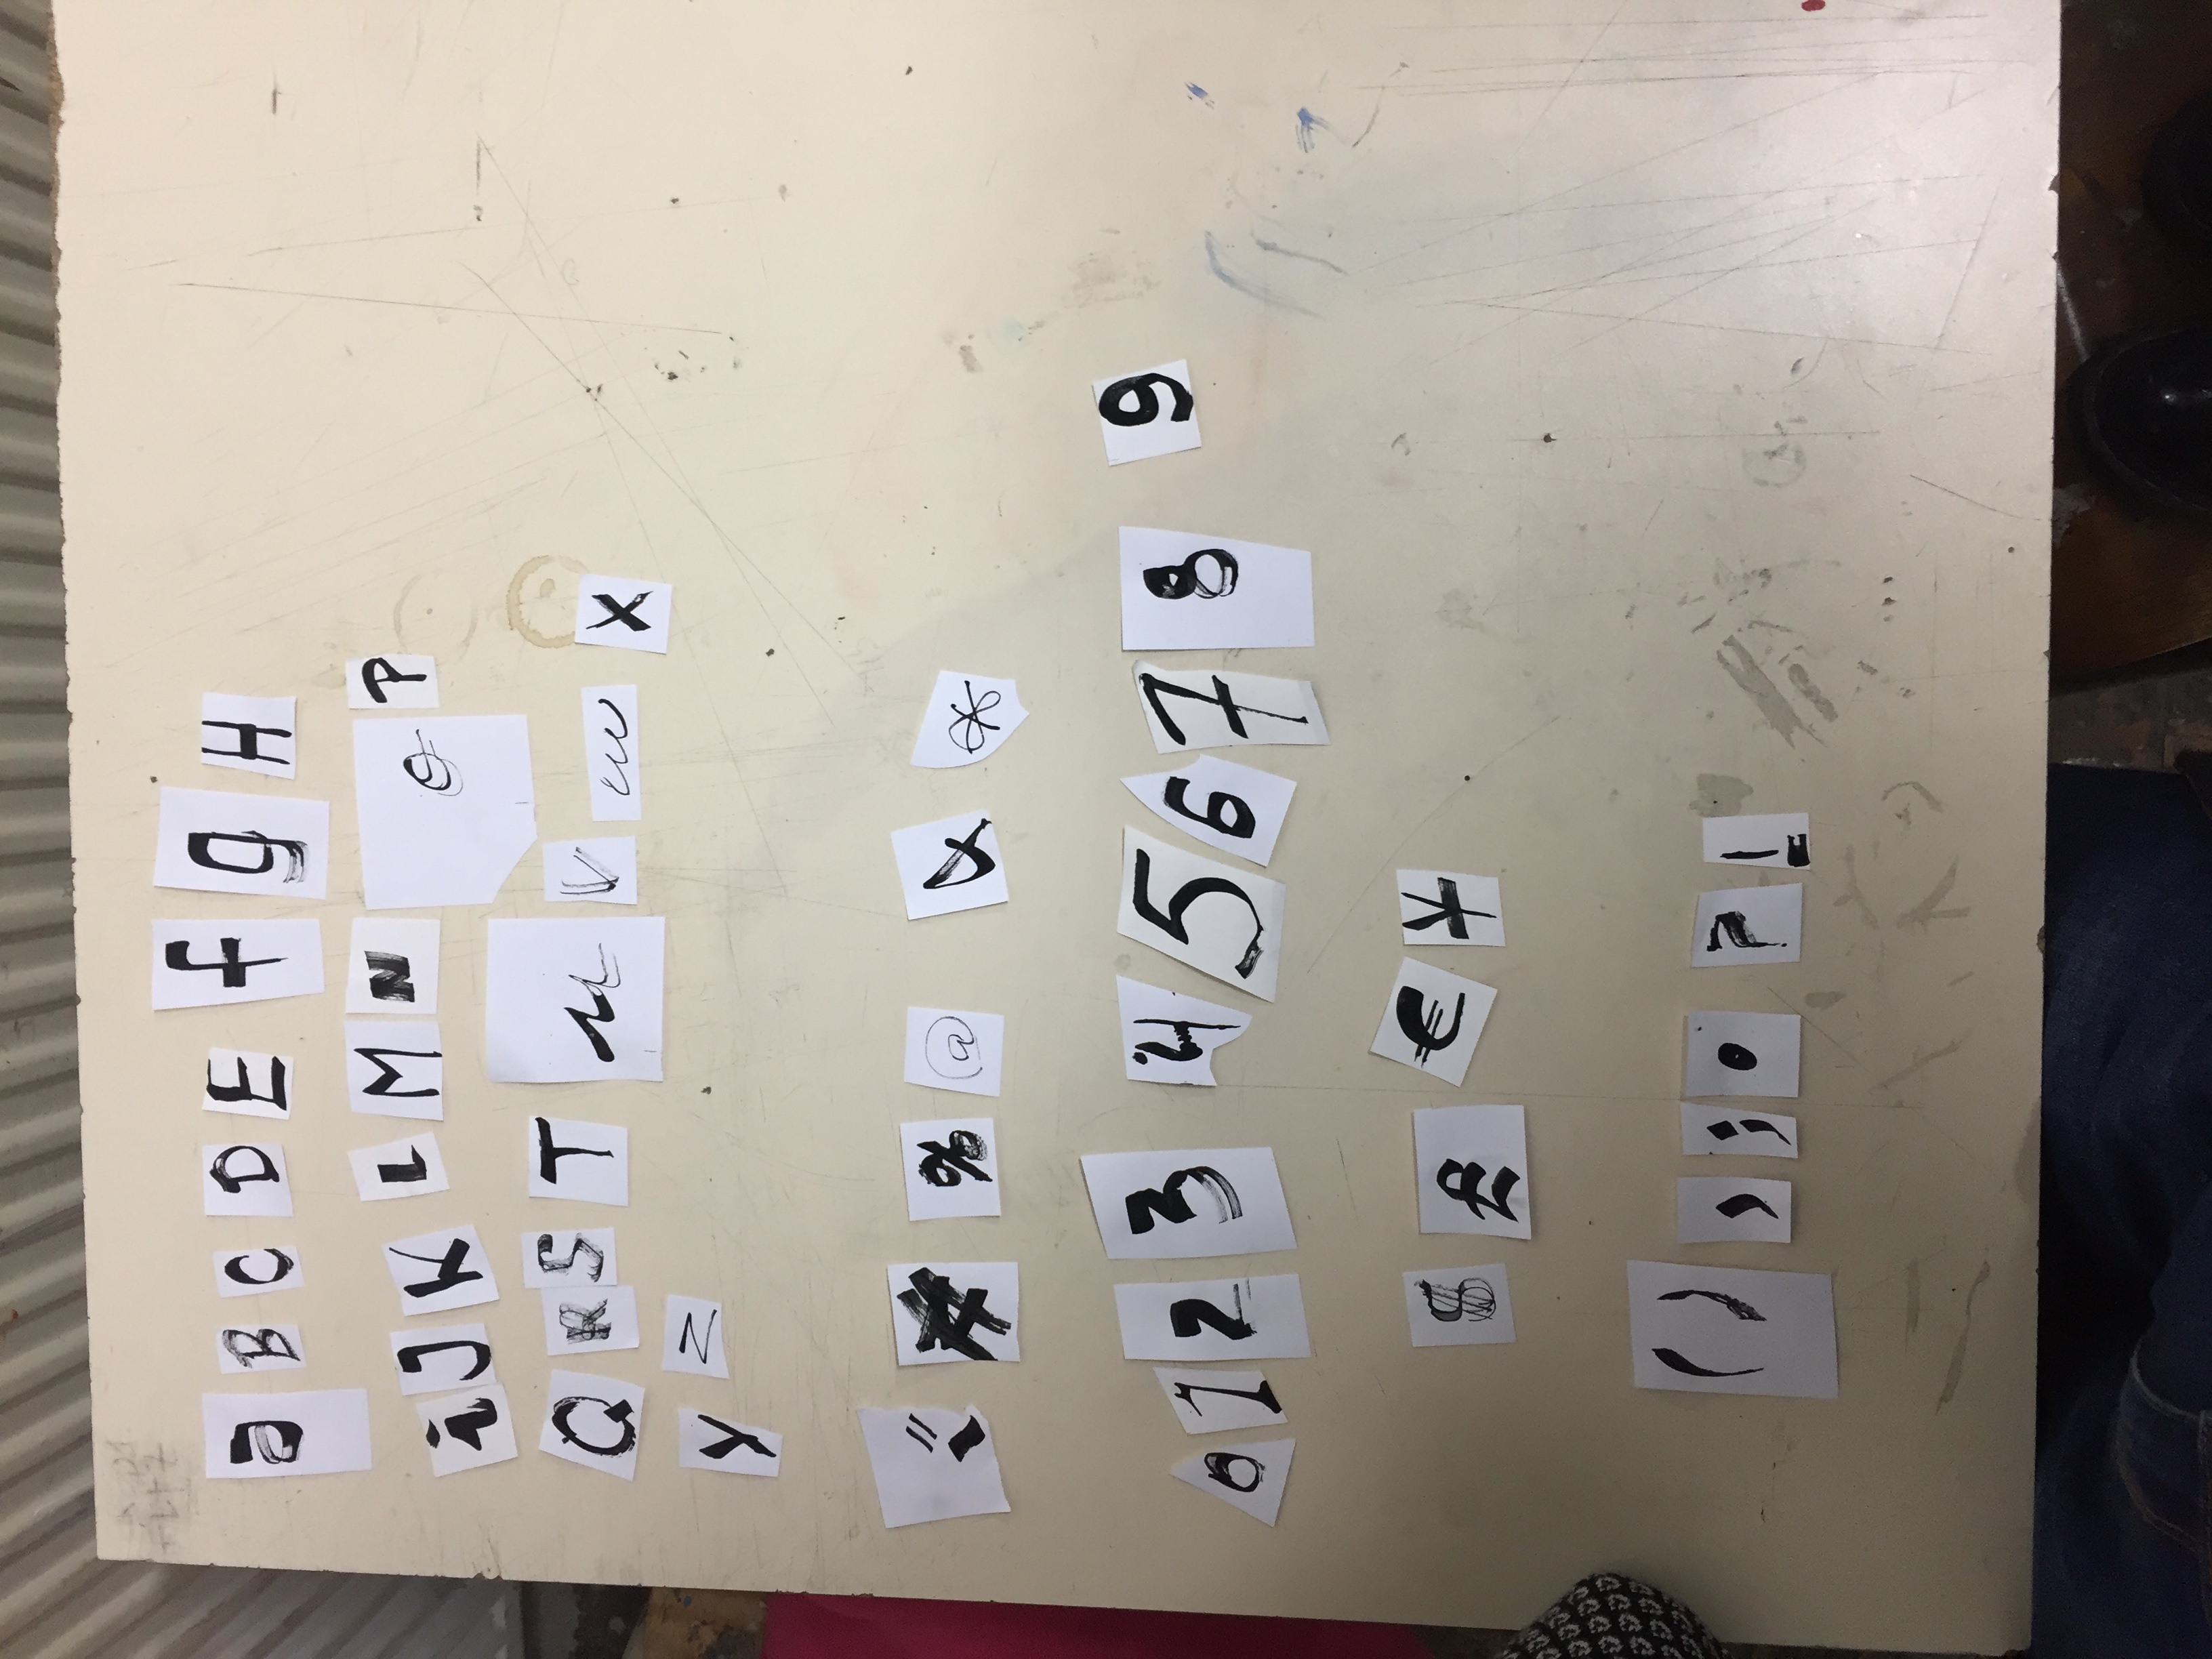 a B C D E f g H
i J K L M N O P
Q R S T u V w X
y Z
# % @ & *
0 1 2 3 4 5 6 7 8 9
$ £ € ¥
( ) , ; . ? !